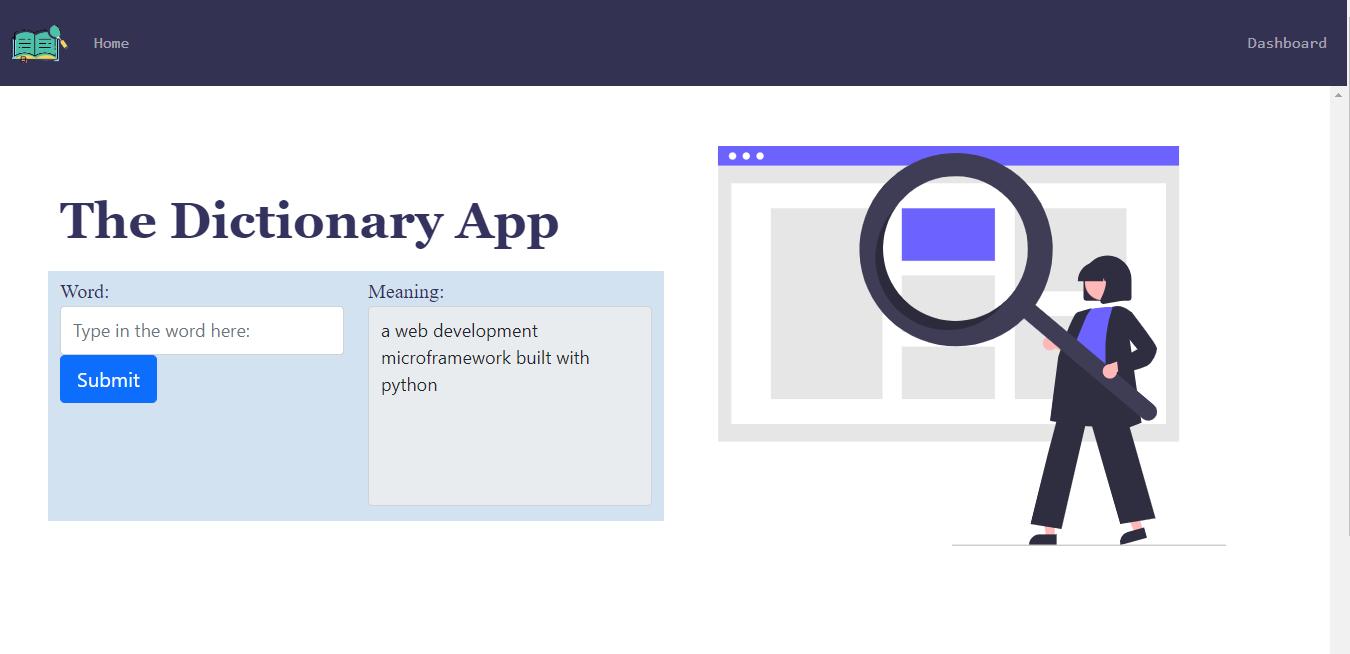 Home
Dashboard
The Dictionary App
Word:
Type in the word here:
Submit
Meaning:
a web development
microframework built with
python